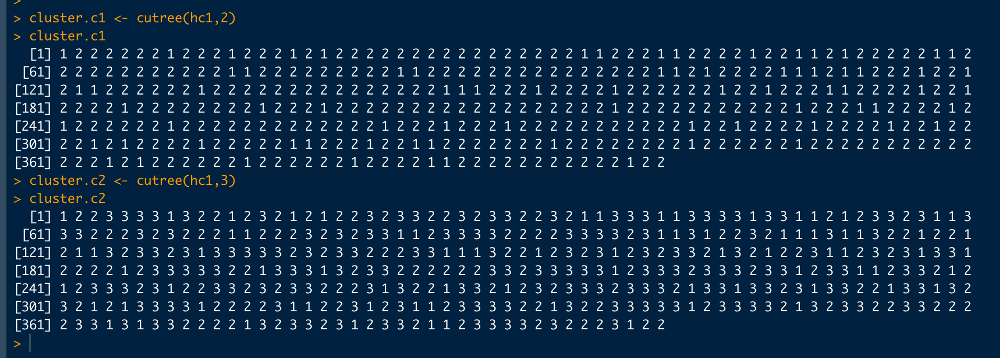 >
> cluster.c1 <- cutree(hc1,2)
> cluster.c1
[1] 1 2 2 2 2 2 2 1 2 2 2 1 2 2 2 1 2 1 2 2 2 2 2 2 2 2 2 2 2 2 2 2 2 2 1 1 2 2 2 1 1 2 2 2 2 1 2 2 1 1 2 1 2 2 2 2 2 1 1 2
[61] 2 2 2 2 2 2 2 2 2 2 2 1 1 2 2 2 2 2 2 2 2 2 1 1 2 2 2 2 2 2 2 2 2 2 2 2 2 2 2 1 1 2 1 2 2 2 2 1 1 1 2 1 1 2 2 2 1 2 2 1
[121] 2 1 1 2 2 2 2 2 2 2 1 2 2 2 2 2 2 2 2 2 2 2 2 2 2 2 1 1 1 2 2 2 1 2 2 2 2 1 2 2 2 2 2 2 1 2 2 1 2 2 2 1 1 2 2 2 2 1 2 2 1
[181] 2 2 2 2 1 2 2 2 2 2 2 2 2 1 2 2 2 1 2 2 2 2 2 2 2 2 2 2 2 2 2 2 2 2 2 2 2 1 2 2 2 2 2 2 2 2 2 2 2 1 2 2 2 1 1 2 2 2 2 2 1 2
[241] 1 2 2 2 2 2 2 1 2 2 2 2 2 2 2 2 2 2 2 2 2 2 1 2 2 2 1 2 2 2 1 2 2 2 2 2 2 2 2 2 2 2 1 2 2 1 2 2 2 2 1 2 2 2 2 1 2 2 1 2 2
[301] 2 2 1 2 1 2 2 2 2 1 2 2 2 2 2 1 1 2 2 2 1 2 2 1 1 2 2 2 2 2 2 2 1 2 2 2 2 2 2 2 2 1 2 2 2 2 2 2 1 2 2 2 2 2 2 2 2 2 2 2
[361] 2 2 2 1 2 1 2 2 2 2 2 2 1 2 2 2 2 2 2 1 2 2 2 2 1 1 2 2 2 2 2 2 2 2 2 2 2 1 2 2
> cluster.c2 <- cutree(hc1,3)
> cluster.c2
[1] 1 2 2 3 3 3 3 1 3 2 2 1 2 3 2 1 2 1 2 2 3 2 3 3 2 2 3 2 3 3 2 2 3 2 1 1 3 3 3 1 1 3 3 3 3 1 3 3 1 1 2 1 2 3 3 2 3 1 1 3
[61] 3 3 2 2 2 3 2 3 2 2 2 1 1 2 2 2 3 2 3 2 3 3 1 1 2 3 3 3 3 2 2 2 2 3 3 3 3 2 3 1 1 3 1 2 2 3 2 1 1 1 3 1 1 3 2 2 1 2 2 1
[121] 2 1 1 3 2 3 3 2 3 1 3 3 3 3 3 2 3 2 3 3 2 2 2 3 3 1 1 1 3 2 2 1 2 3 2 3 1 2 3 2 3 3 2 1 3 2 1 2 2 3 1 1 2 3 2 3 1 3 3 1
[181] 2 2 2 2 1 2 3 3 3 3 3 2 2 1 3 3 3 1 3 2 3 3 2 2 2 2 2 2 3 3 2 3 3 3 3 3 1 2 3 3 3 2 3 3 3 2 3 3 1 2 3 3 1 1 2 3 3 2 1 2
[241] 1 2 3 3 3 2 3 1 2 2 3 3 2 3 2 3 3 2 2 2 3 1 3 2 2 1 3 3 2 1 2 3 2 3 3 3 2 3 3 3 2 1 3 3 1 3 3 2 3 1 3 3 2 2 1 3 3 1 3 2
[301] 3 2 1 2 1 3 3 3 3 1 2 2 2 2 3 1 1 2 2 3 1 2 3 1 1 2 3 3 3 3 2 2 1 3 2 2 3 3 3 3 3 1 2 3 3 3 3 2 1 3 2 3 3 2 2 3 3 2 2 2
[361] 2 3 3 1 3 1 3 3 2 2 2 2 1 3 2 3 3 2 3 1 2 3 3 2 1 1 2 3 3 3 3 2 3 2 2 2 3 1 2 2
>